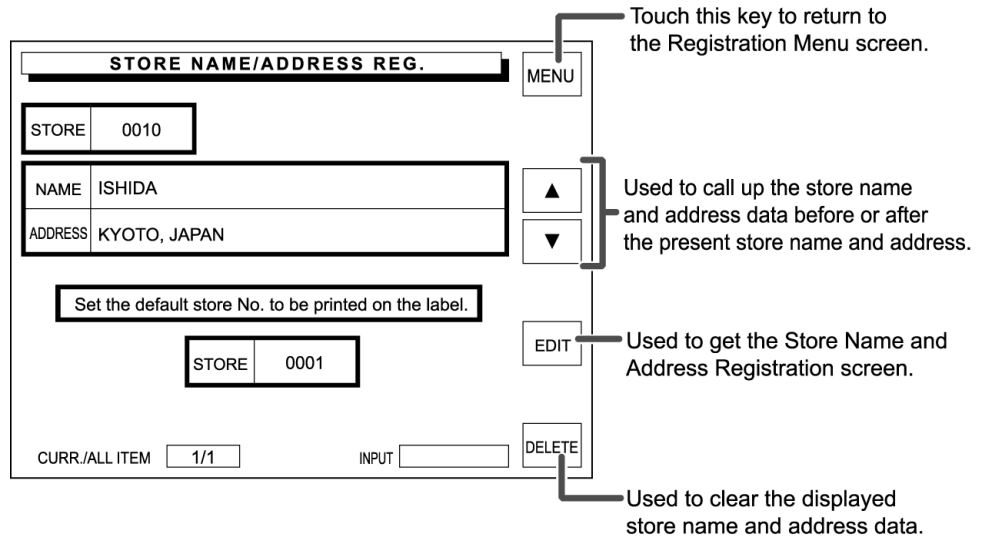 Touch this key to return to
the Registration Menu screen.
STORE NAME/ADDRESS REG.
MENU
STORE 0010
NAME ISHIDA
ADDRESS KYOTO, JAPAN
▲
▼
Used to call up the store name
and address data before or after
the present store name and address.
Set the default store No. to be printed on the label.
STORE 0001
EDIT
Used to get the Store Name and
Address Registration screen.
CURR./ALL ITEM 1/1
INPUT
DELETE
Used to clear the displayed
store name and address data.